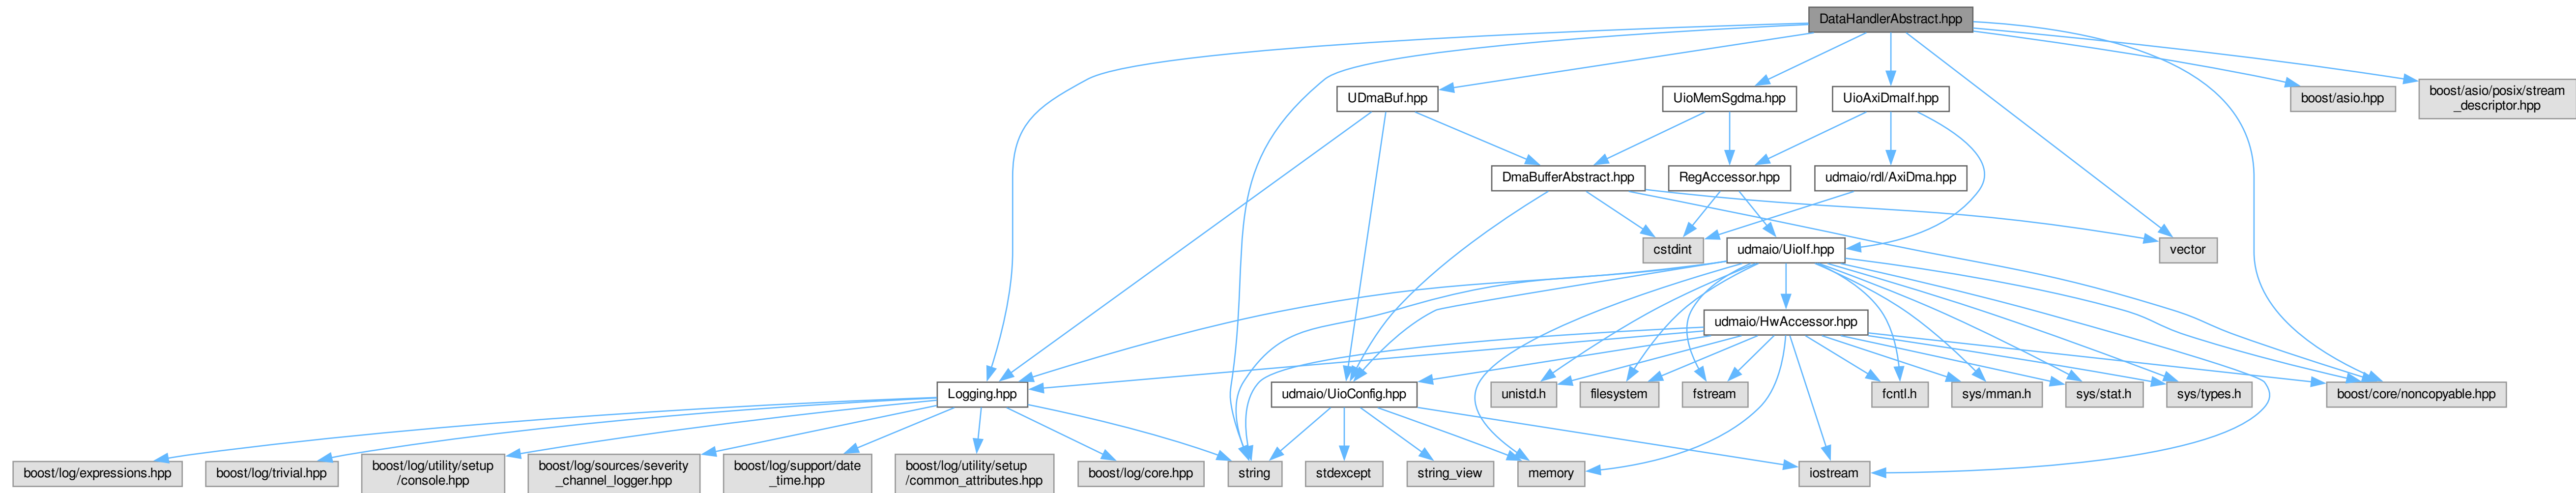 DataHandlerAbstract.hpp
UDmaBuf.hpp
UioMemSgdma.hpp
UioAxiDmaIf.hpp
boost/asio.hpp
boost/asio/posix/stream
_descriptor.hpp
DmaBufferAbstract.hpp
RegAccessor.hpp
udmaio/rdl/AxiDma.hpp
cstdint
udmaio/UioIf.hpp
vector
udmaio/HwAccessor.hpp
Logging.hpp
udmaio/UioConfig.hpp
unistd.h
filesystem
fstream
fcntl.h
sys/mman.h
sys/stat.h
sys/types.h
boost/core/noncopyable.hpp
boost/log/expressions.hpp
boost/log/trivial.hpp
boost/log/utility/setup
/console.hpp
boost/log/sources/severity
_channel_logger.hpp
boost/log/support/date
_time.hpp
boost/log/utility/setup
/common_attributes.hpp
boost/log/core.hpp
string
stdexcept
string_view
memory
iostream